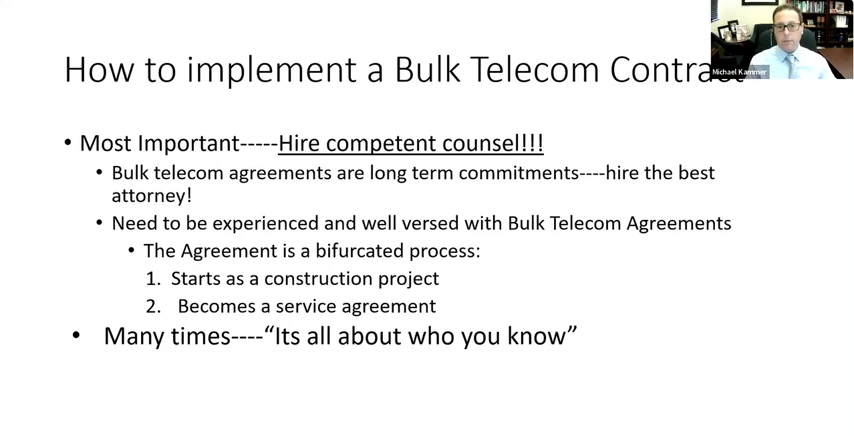 How to implement a Bulk Telecom Contract
Michael Kammer
• Most Important-----Hire competent counsel!!!
• Bulk telecom agreements are long term commitments----hire the best
attorney!
• Need to be experienced and well versed with Bulk Telecom Agreements
• The Agreement is a bifurcated process:
1. Starts as a construction project
2. Becomes a service agreement
• Many times----“Its all about who you know”